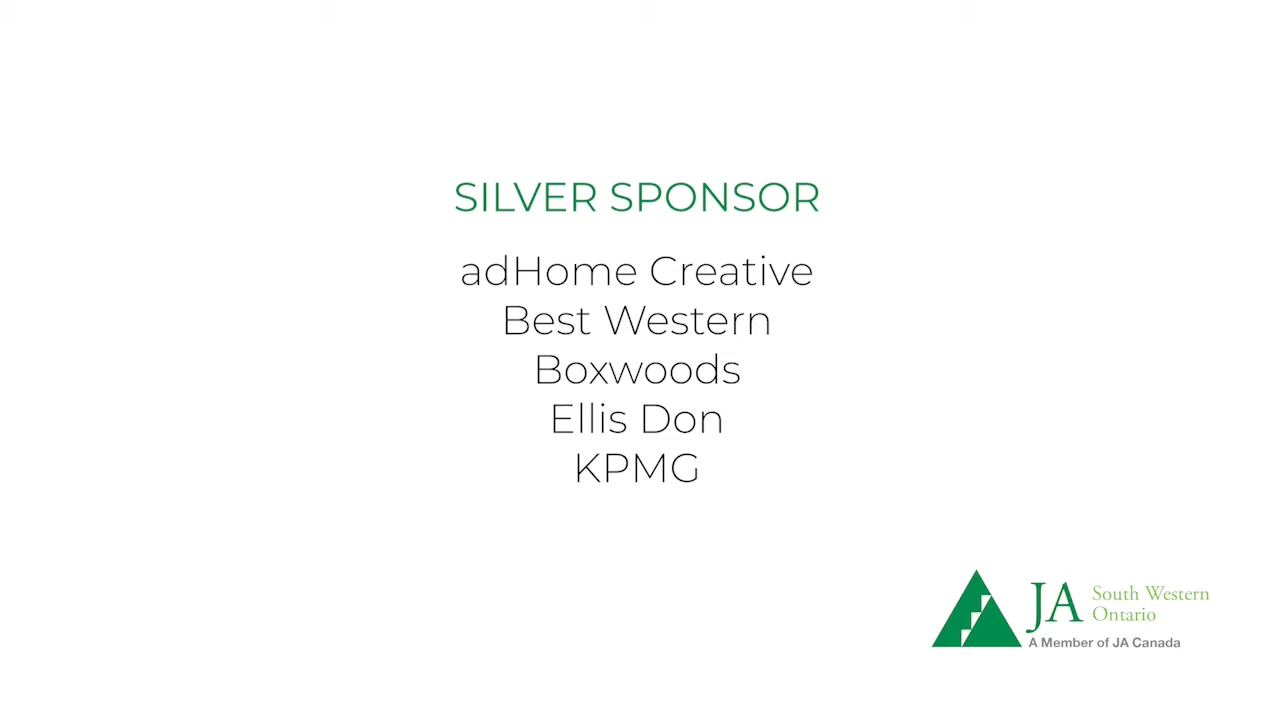 SILVER SPONSOR
adHome Creative
Best Western
Boxwoods
Ellis Don
KPMG
JA South Western
Ontario
A Member of JA Canada